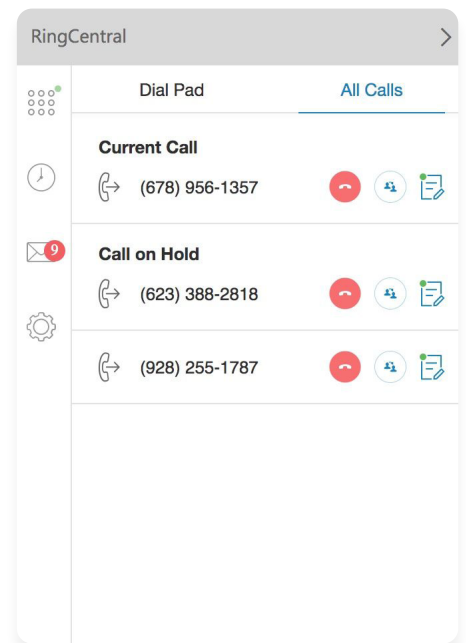 RingCentral
Dial Pad
All Calls
Current Call
(678) 956-1357
9
Call on Hold
(623) 388-2818
(928) 255-1787